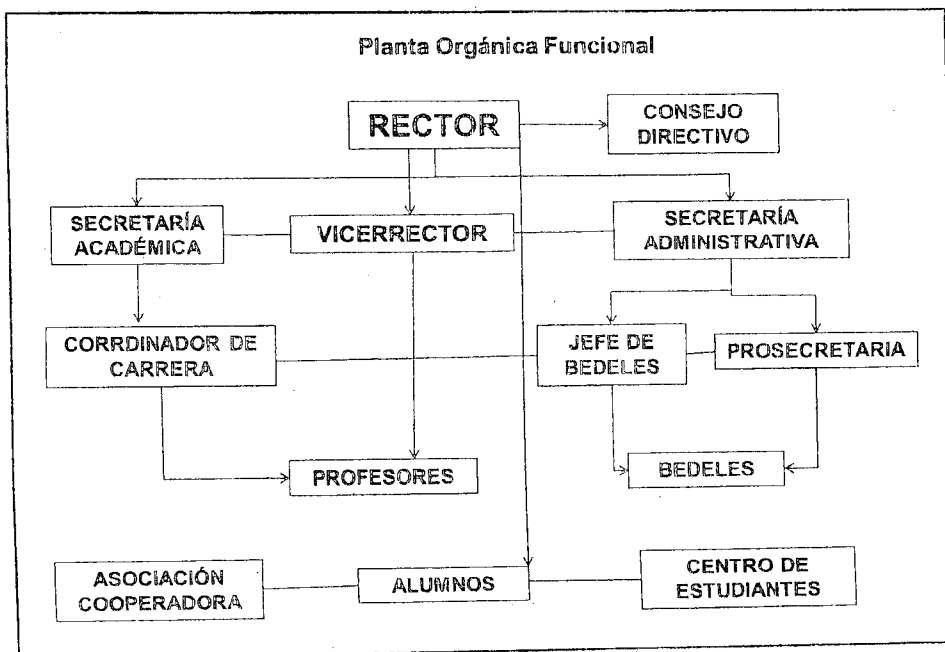 Planta Orgánica Funcional
RECTOR
CONSEJO
DIRECTIVO
SECRETARÍA
ACADÉMICA
VICERRECTOR
SECRETARÍA
ADMINISTRATIVA
CORRDINADOR DE
CARRERA
JEFE DE
BEDELES
PROSECRETARIA
PROFESORES
BEDELES
ASOCIACIÓN
COOPERADORA
ALUMNOS
CENTRO DE
ESTUDIANTES